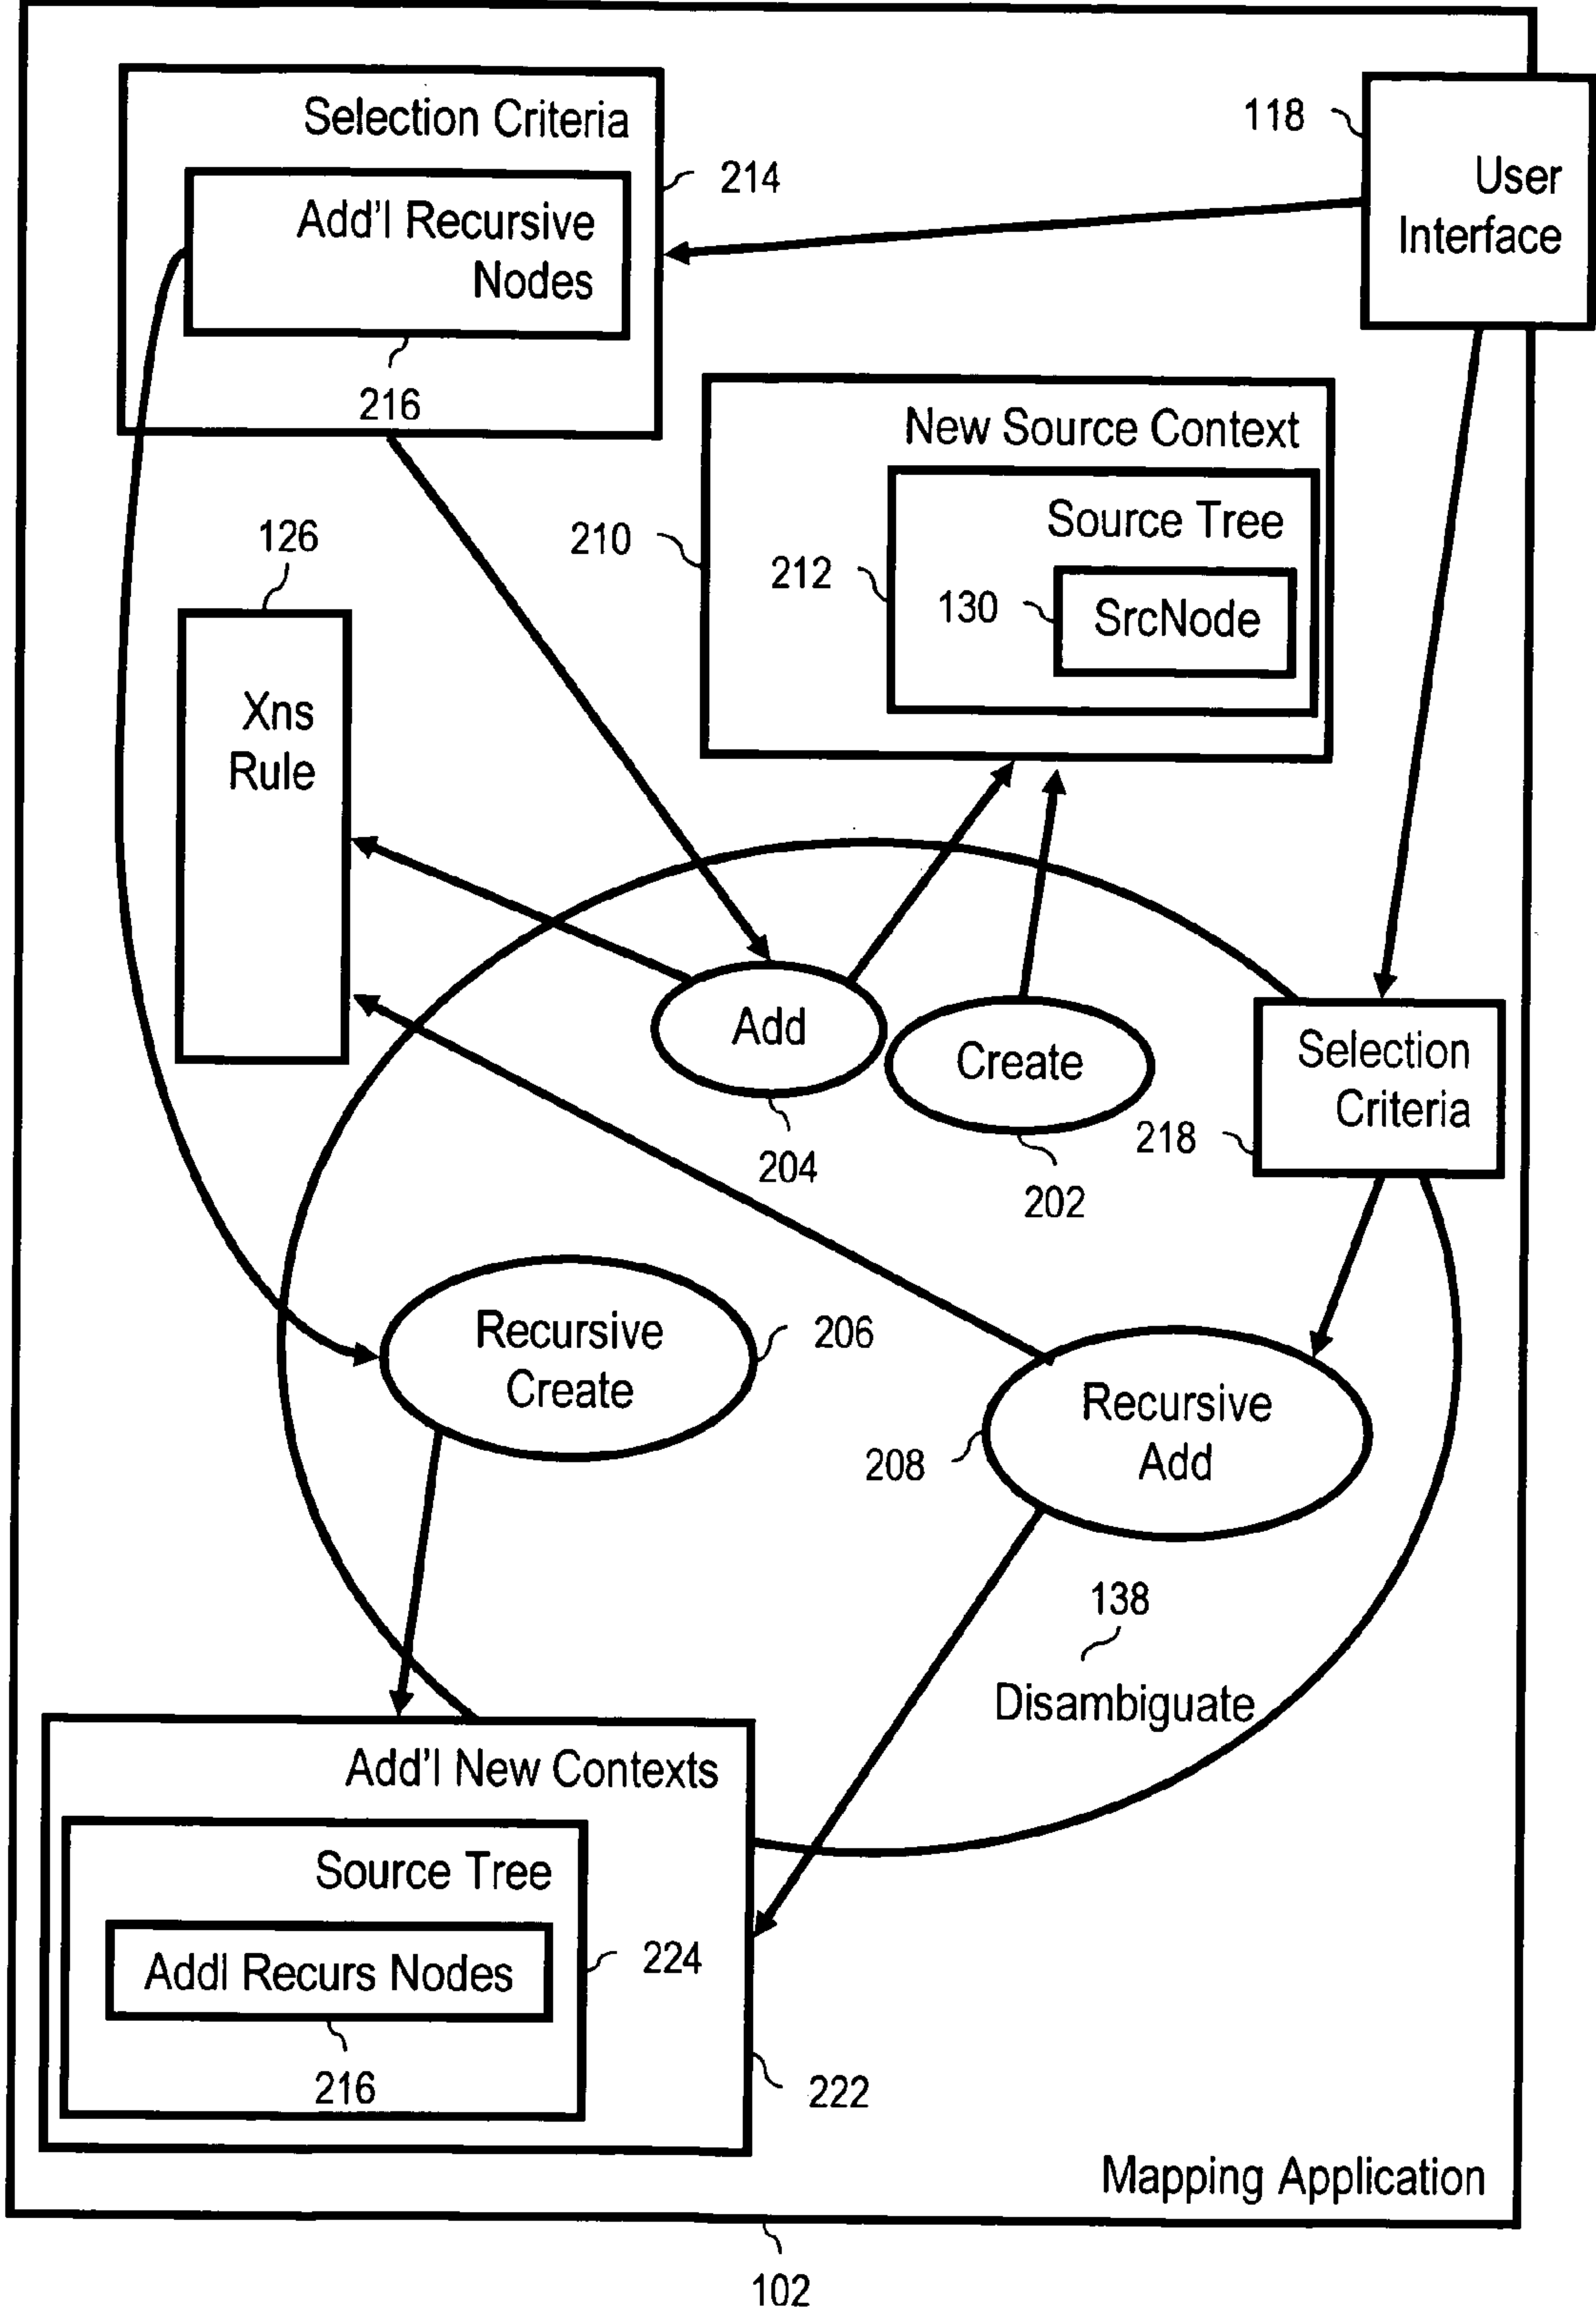 Selection Criteria
118
User
Interface
214
Add'l Recursive
Nodes
216
New Source Context
Source Tree
210
212
130
SrcNode
126
Xns
Rule
Add
Create
Selection
Criteria
218
204
202
Recursive
Create
206
Recursive
Add
208
138
Disambiguate
Add'l New Contexts
Source Tree
Addl Recurs Nodes
224
216
222
Mapping Application
102